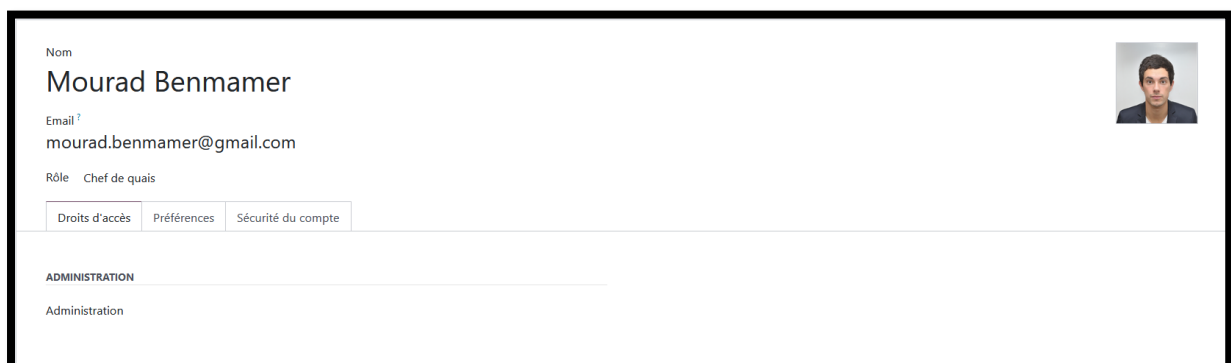 Nom
Mourad Benmamer
Email ?
mourad.benmamer@gmail.com
Rôle Chef de quais
Droits d'accès Préférences Sécurité du compte
ADMINISTRATION
Administration